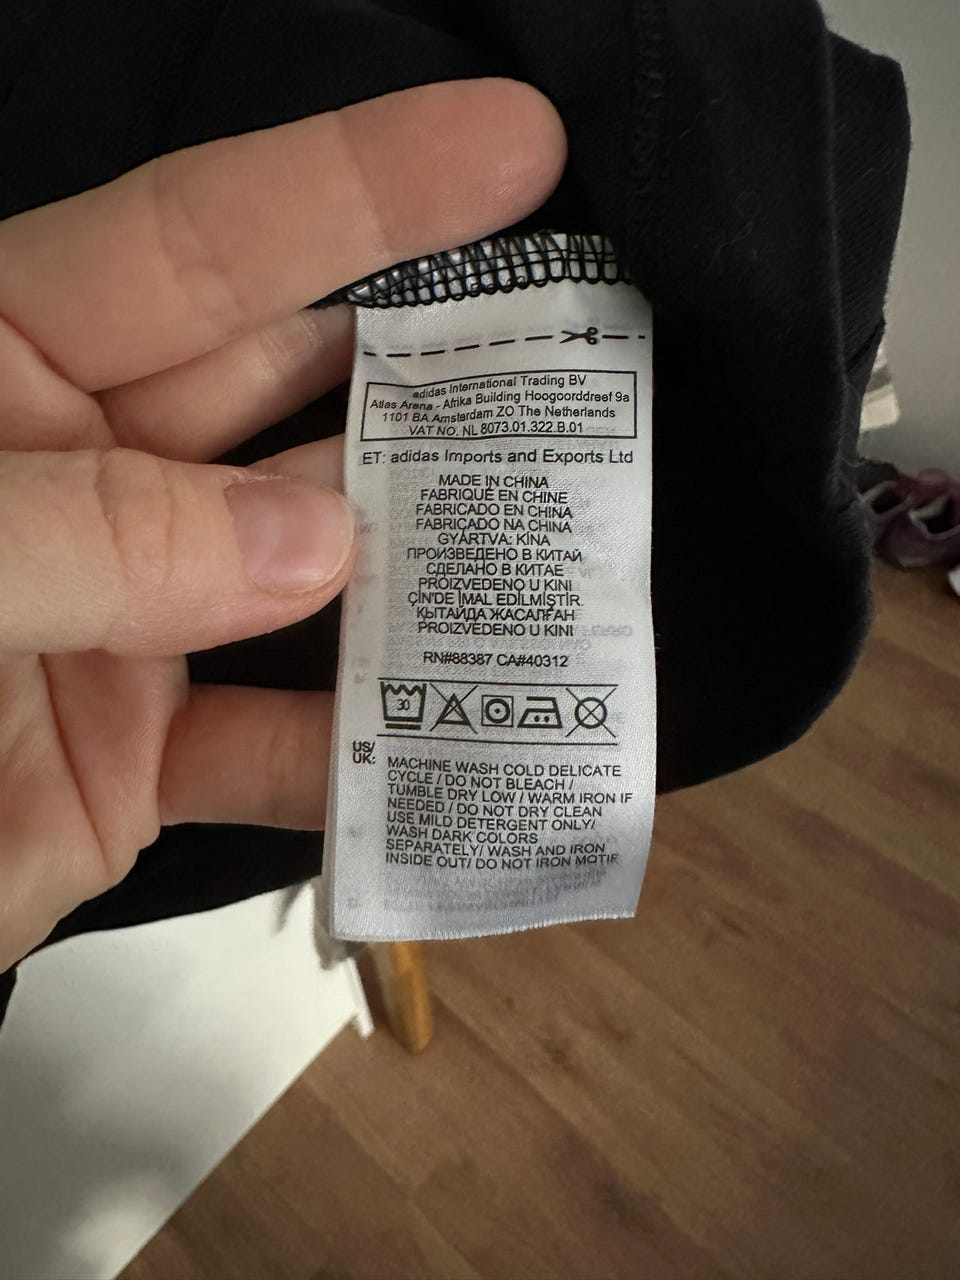 adidas International Trading BV
Atlas Arena - Afrika Building Hoogoorddreef 9a
1101 BA Amsterdam ZO The Netherlands
VAT NO. NL 8073.01.322.B.01
ET: adidas Imports and Exports Ltd
MADE IN CHINA
FABRIQUÉ EN CHINE
FABRICADO EN CHINA
FABRICADO NA CHINA
GYÁRTVA: KÍNA
ПРОИЗВЕДЕНО В КИТАЙ
СДЕЛАНО В КИТАЕ
PROIZVEDENO U KINI
ÇİN'DE İMAL EDİLMİŞTİR
ҚЫТАЙДА ЖАСАЛҒАН
PROIZVEDENO U KINI
RN#88387 CA#40312
30
US/
UK:
MACHINE WASH COLD DELICATE
CYCLE / DO NOT BLEACH /
TUMBLE DRY LOW / WARM IRON IF
NEEDED / DO NOT DRY CLEAN
USE MILD DETERGENT ONLY/
WASH DARK COLORS
SEPARATELY/ WASH AND IRON
INSIDE OUT/ DO NOT IRON MOTIF